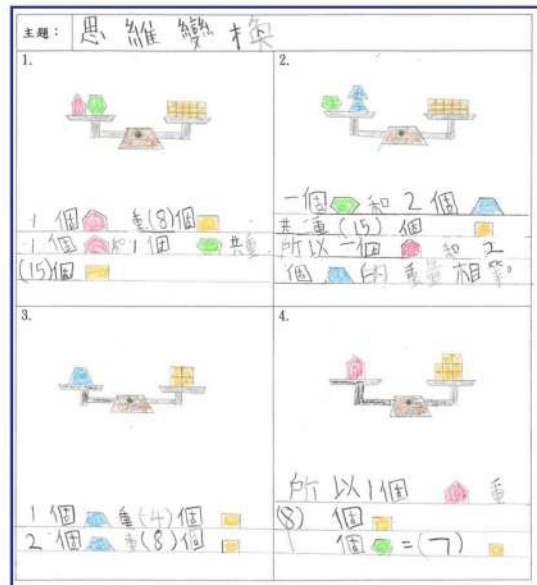 主題：思維變換
1.
1個 重(8)個
1個 和1個 共重
(15)個
2.
一個 和2個
共重(15)個
所以一個 和2
個 的重量相等。
3.
1個 重(4)個
2個 重(8)個
4.
所以1個 重
(8)個
1個 =(7)